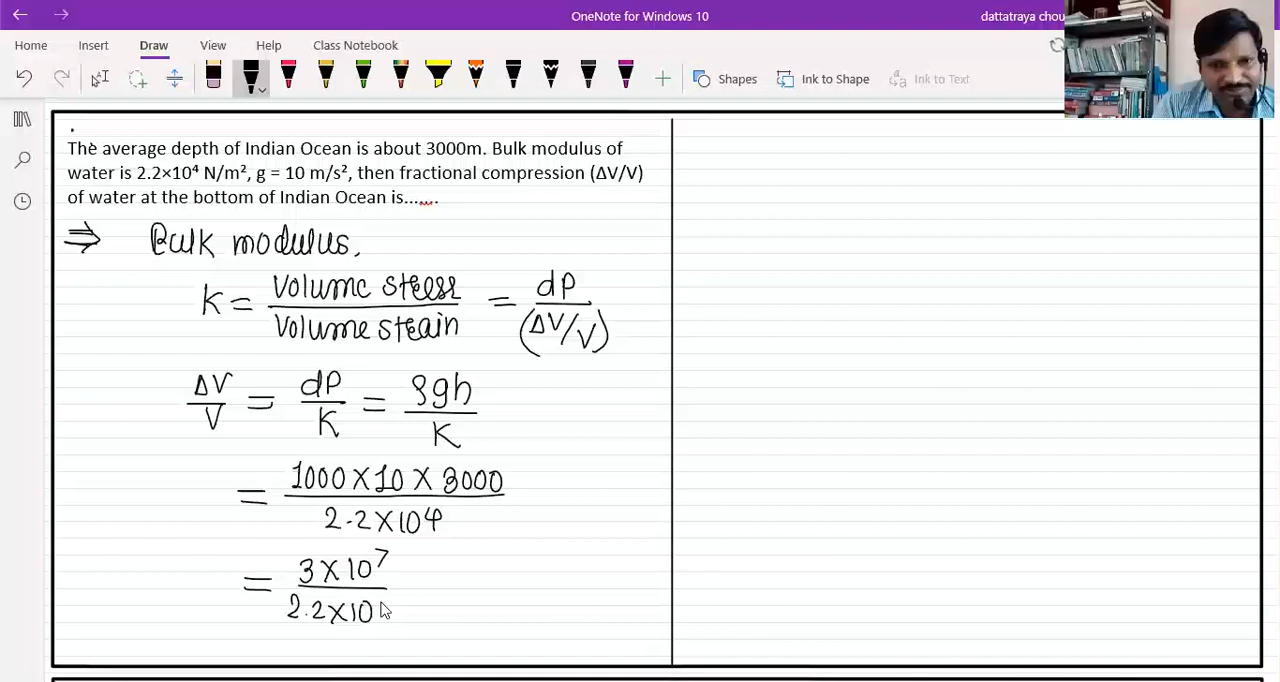 OneNote for Windows 10
dattatraya chou
Home Insert Draw View Help Class Notebook
Shapes Ink to Shape Ink to Text
The average depth of Indian Ocean is about 3000m. Bulk modulus of
water is 2.2×10⁴ N/m², g = 10 m/s², then fractional compression (ΔV/V)
of water at the bottom of Indian Ocean is.......
⇒ Bulk modulus,
K = Volume stress / Volume strain = dP / (ΔV/V)
ΔV / V = dP / K = ρgh / K
= 1000 × 10 × 3000 / 2.2 × 10⁴
= 3 × 10⁷ / 2.2 × 10